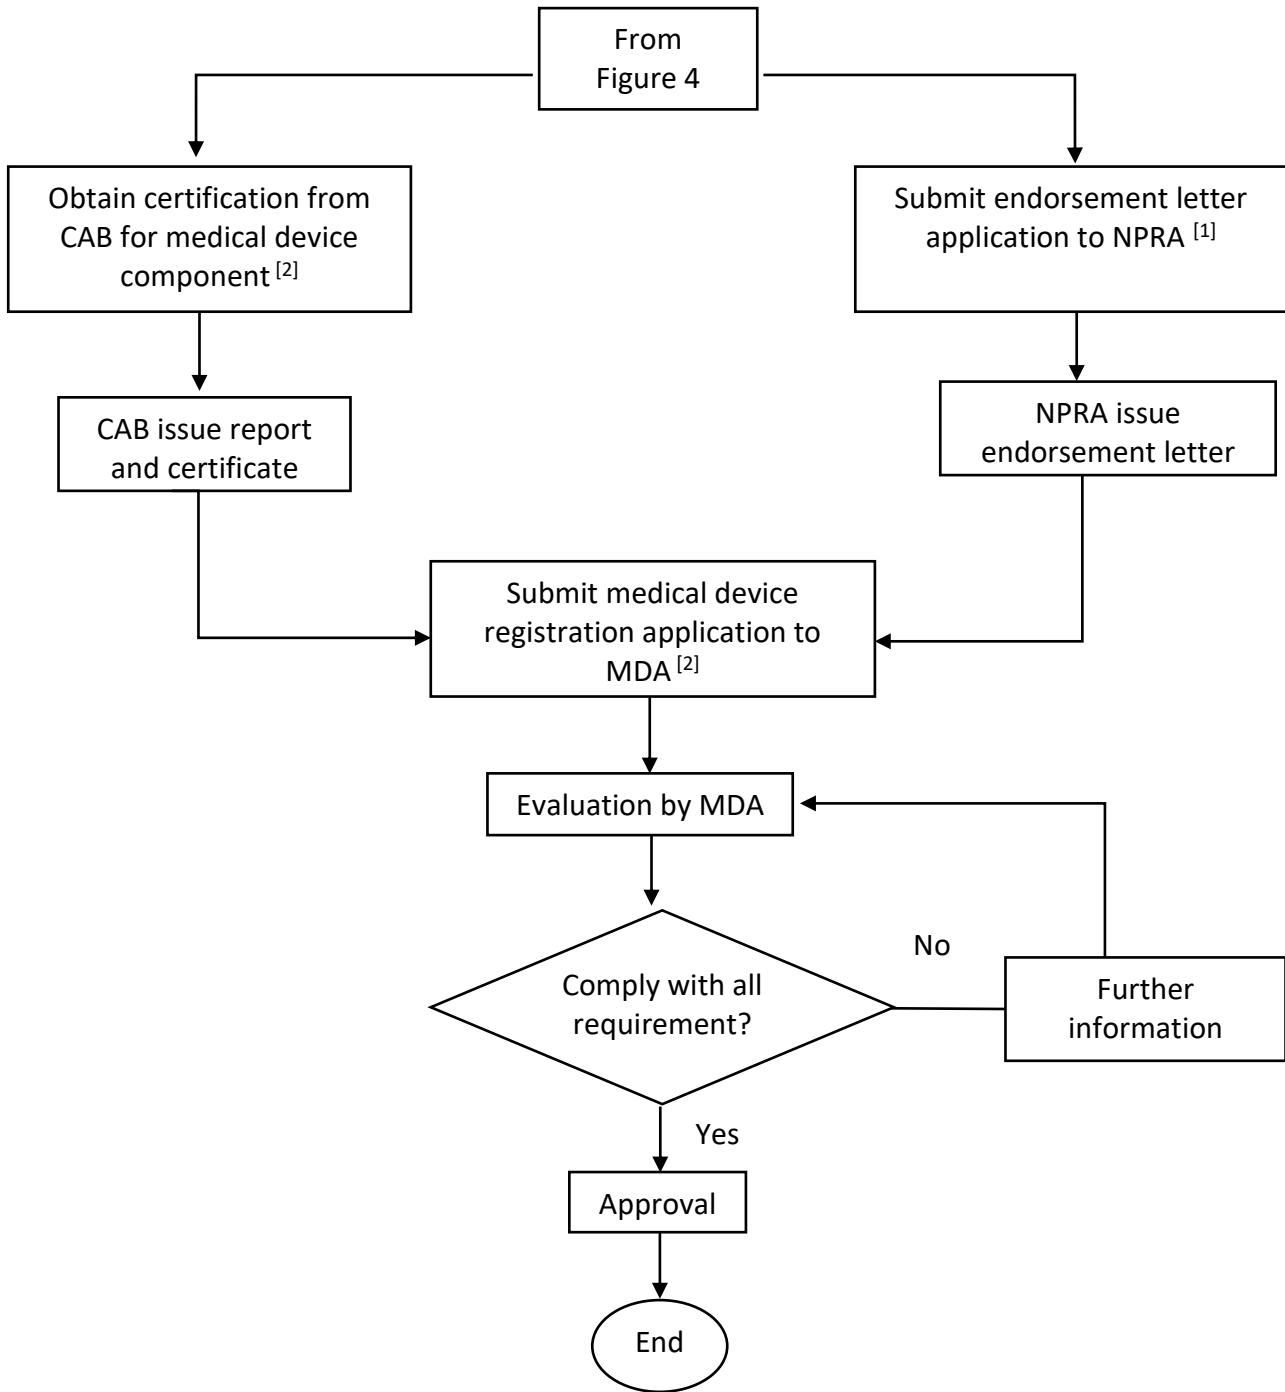 From
Figure 4
Obtain certification from
CAB for medical device
component [2]
Submit endorsement letter
application to NPRA [1]
CAB issue report
and certificate
NPRA issue
endorsement letter
Submit medical device
registration application to
MDA [2]
Evaluation by MDA
Comply with all
requirement?
No
Further
information
Yes
Approval
End